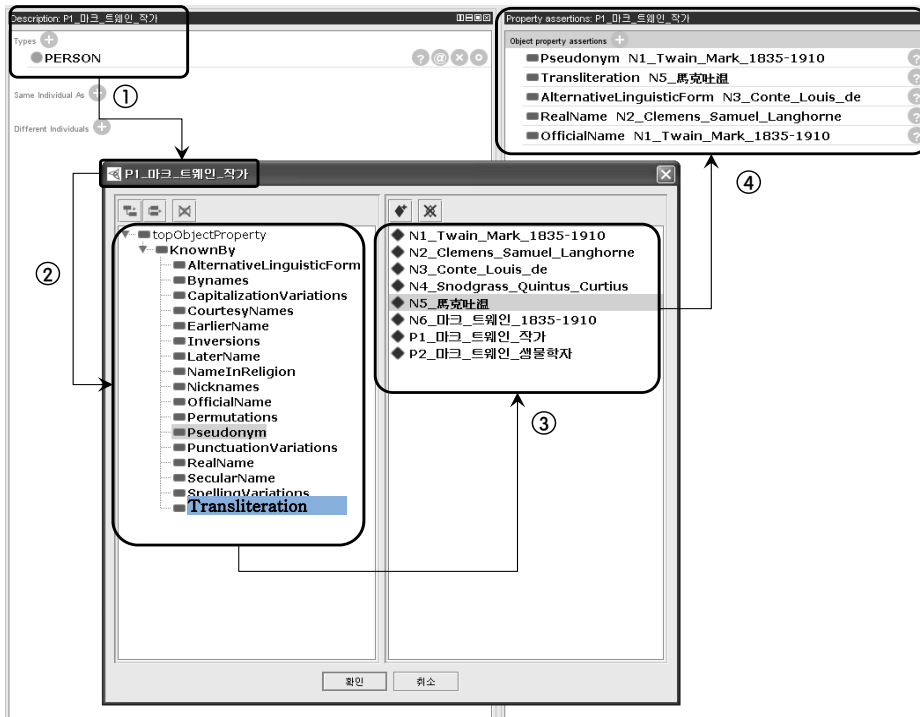 Description: P1_마크_트웨인_작가
Types
PERSON
Same Individual As
Different Individuals
①
Property assertions: P1_마크_트웨인_작가
Object property assertions
Pseudonym N1_Twain_Mark_1835-1910
Transliteration N5_馬克吐溫
AlternativeLinguisticForm N3_Conte_Louis_de
RealName N2_Clemens_Samuel_Langhorne
OfficialName N1_Twain_Mark_1835-1910
④
P1_마크_트웨인_작가
②
topObjectProperty
KnownBy
AlternativeLinguisticForm
Bynames
CapitalizationVariations
CourtesyNames
EarlierName
Inversions
LaterName
NameInReligion
Nicknames
OfficialName
Permutations
Pseudonym
PunctuationVariations
RealName
SecularName
SpellingVariations
Transliteration
N1_Twain_Mark_1835-1910
N2_Clemens_Samuel_Langhorne
N3_Conte_Louis_de
N4_Snodgrass_Quintus_Curtius
N5_馬克吐溫
N6_마크_트웨인_1835-1910
P1_마크_트웨인_작가
P2_마크_트웨인_생물학자
③
확인
취소